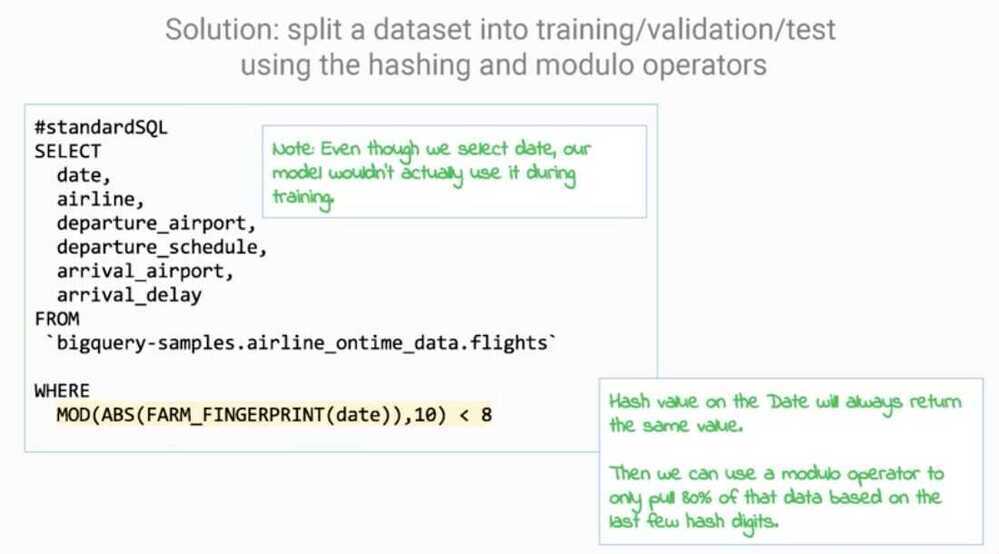 Solution: split a dataset into training/validation/test
using the hashing and modulo operators
#standardSQL
SELECT
date,
airline,
departure_airport,
departure_schedule,
arrival_airport,
arrival_delay
FROM
`bigquery-samples.airline_ontime_data.flights`
WHERE
MOD(ABS(FARM_FINGERPRINT(date)),10) < 8
Note: Even though we select date, our
model wouldn't actually use it during
training.
Hash value on the Date will always return
the same value.
Then we can use a modulo operator to
only pull 80% of that data based on the
last few hash digits.